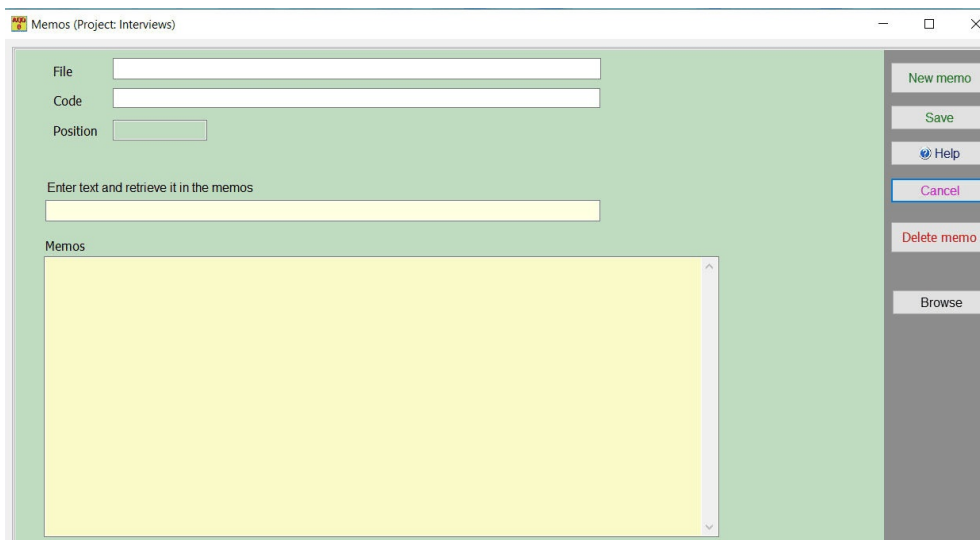 Memos (Project: Interviews)
File
Code
Position
Enter text and retrieve it in the memos
Memos
New memo
Save
Help
Cancel
Delete memo
Browse